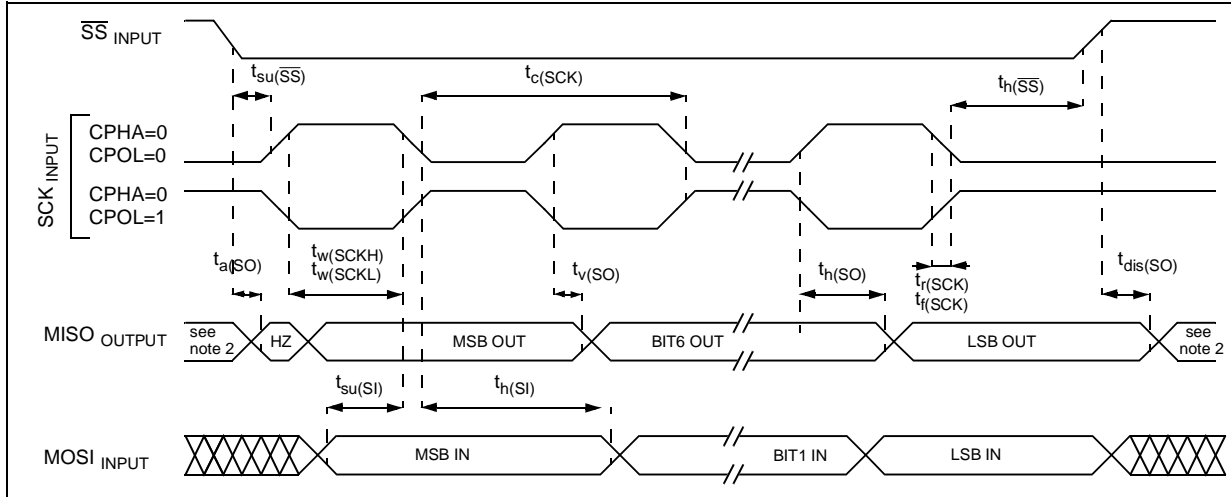 SS INPUT
tsu(SS)
tc(SCK)
th(SS)
SCK INPUT
CPHA=0
CPOL=0
CPHA=0
CPOL=1
ta(SO)
tw(SCKH)
tw(SCKL)
tv(SO)
th(SO)
tr(SCK)
tf(SCK)
tdis(SO)
MISO OUTPUT
see
note 2
HZ
MSB OUT
BIT6 OUT
LSB OUT
see
note 2
tsu(SI)
th(SI)
MOSI INPUT
MSB IN
BIT1 IN
LSB IN